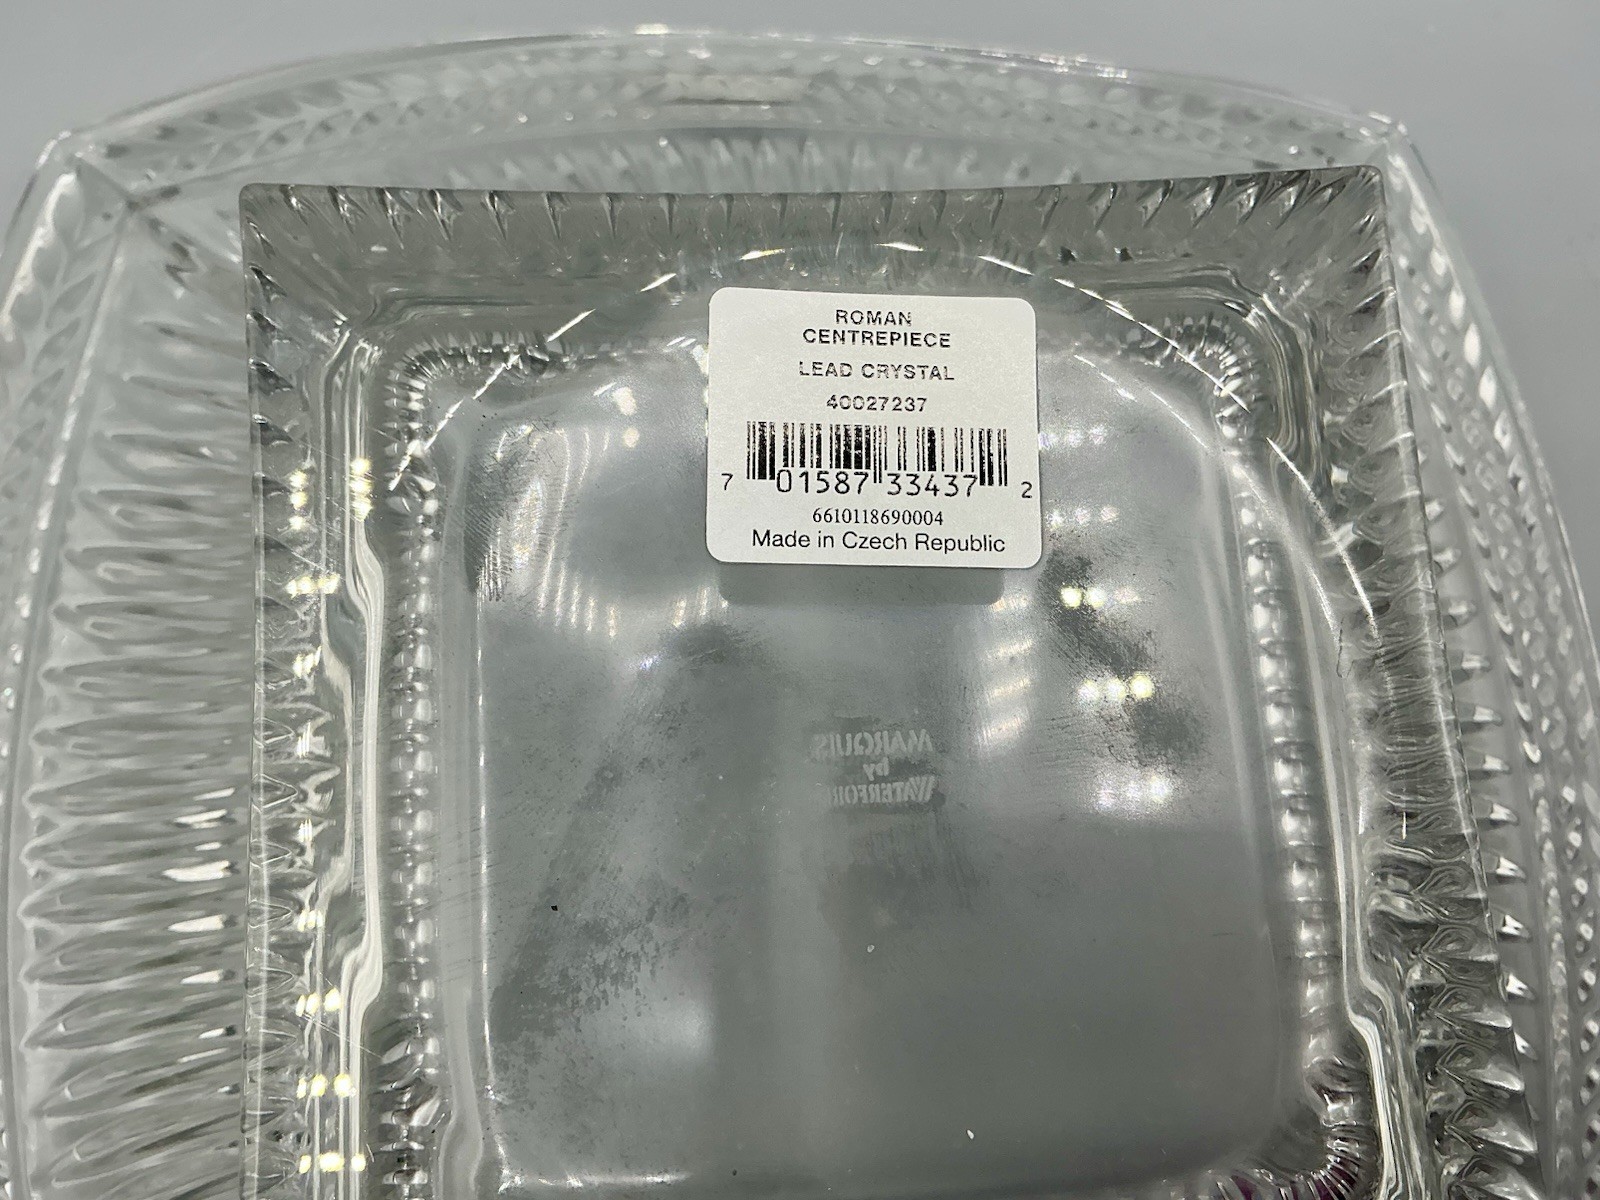 ROMAN
CENTREPIECE
LEAD CRYSTAL
40027237
7 01587 33437 2
6610118690004
Made in Czech Republic
MARQUIS
by
WATERFORD